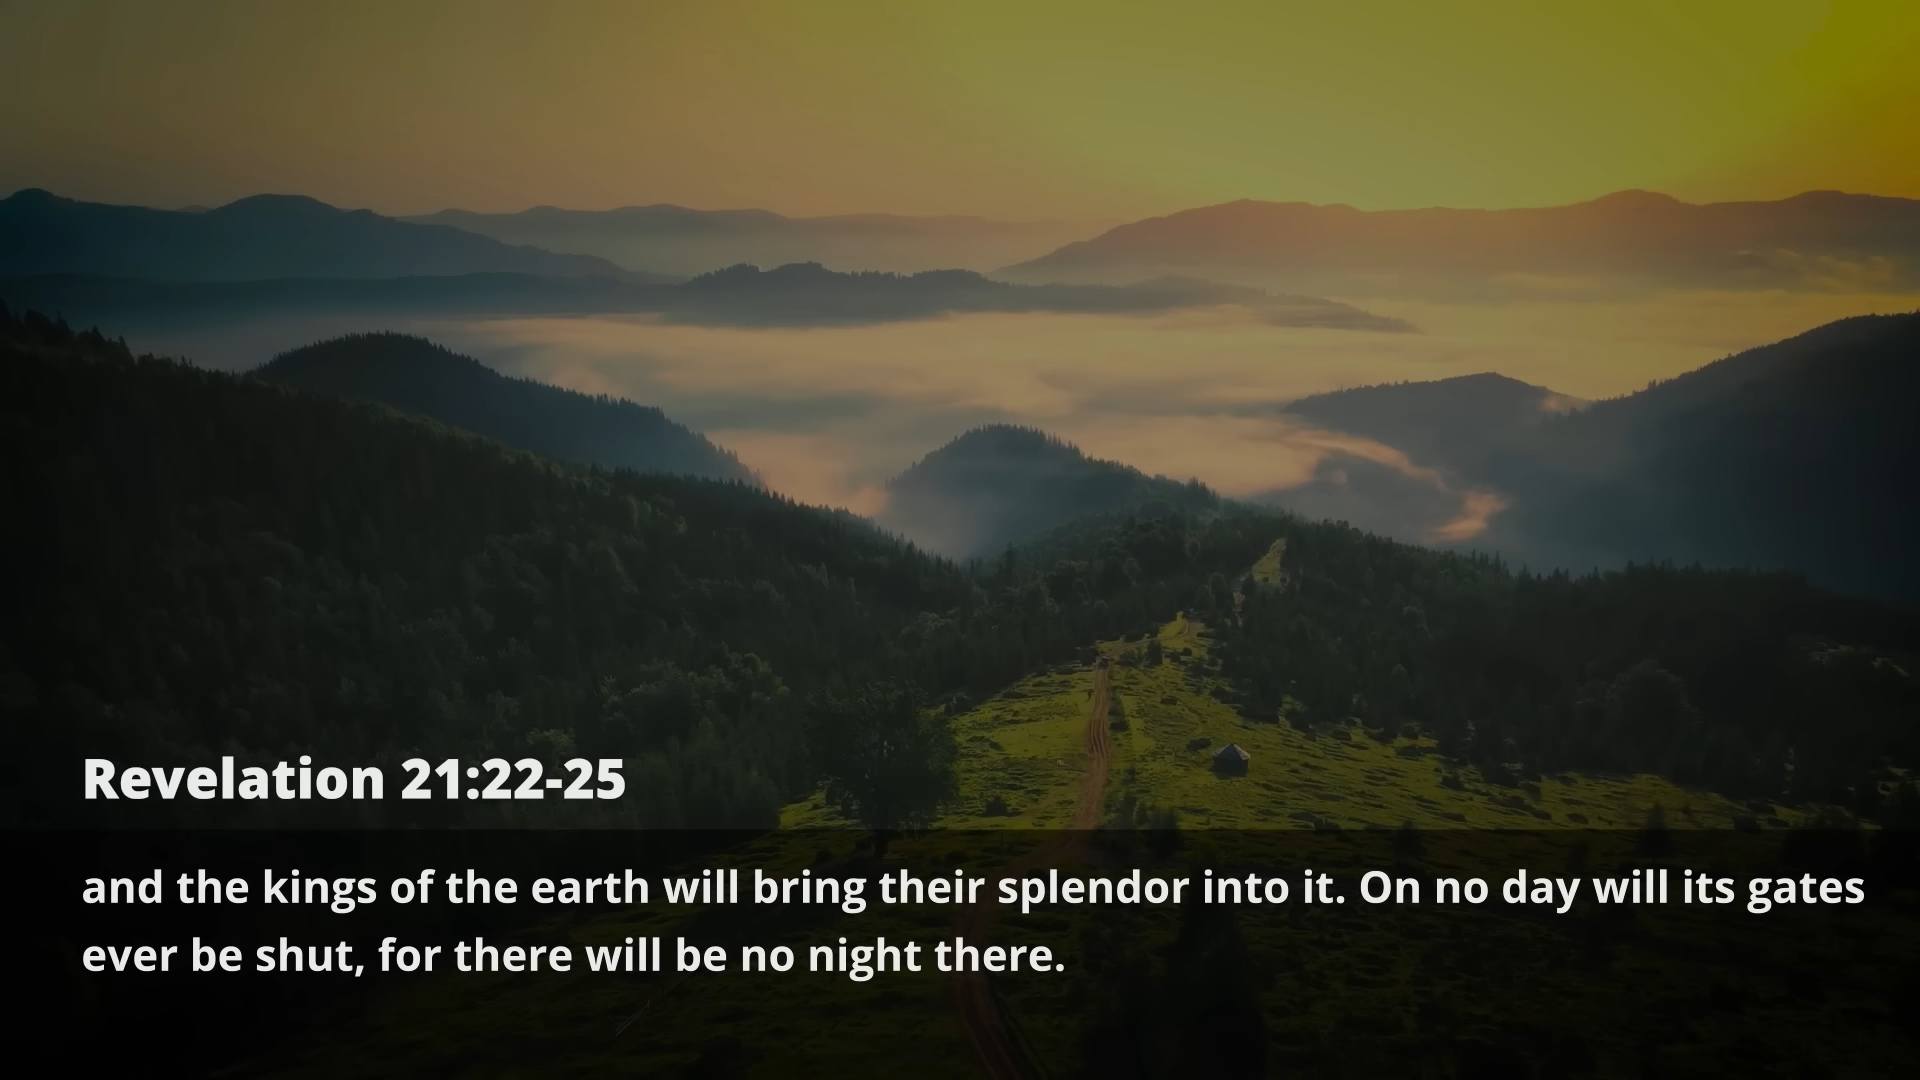 Revelation 21:22-25
and the kings of the earth will bring their splendor into it. On no day will its gates
ever be shut, for there will be no night there.